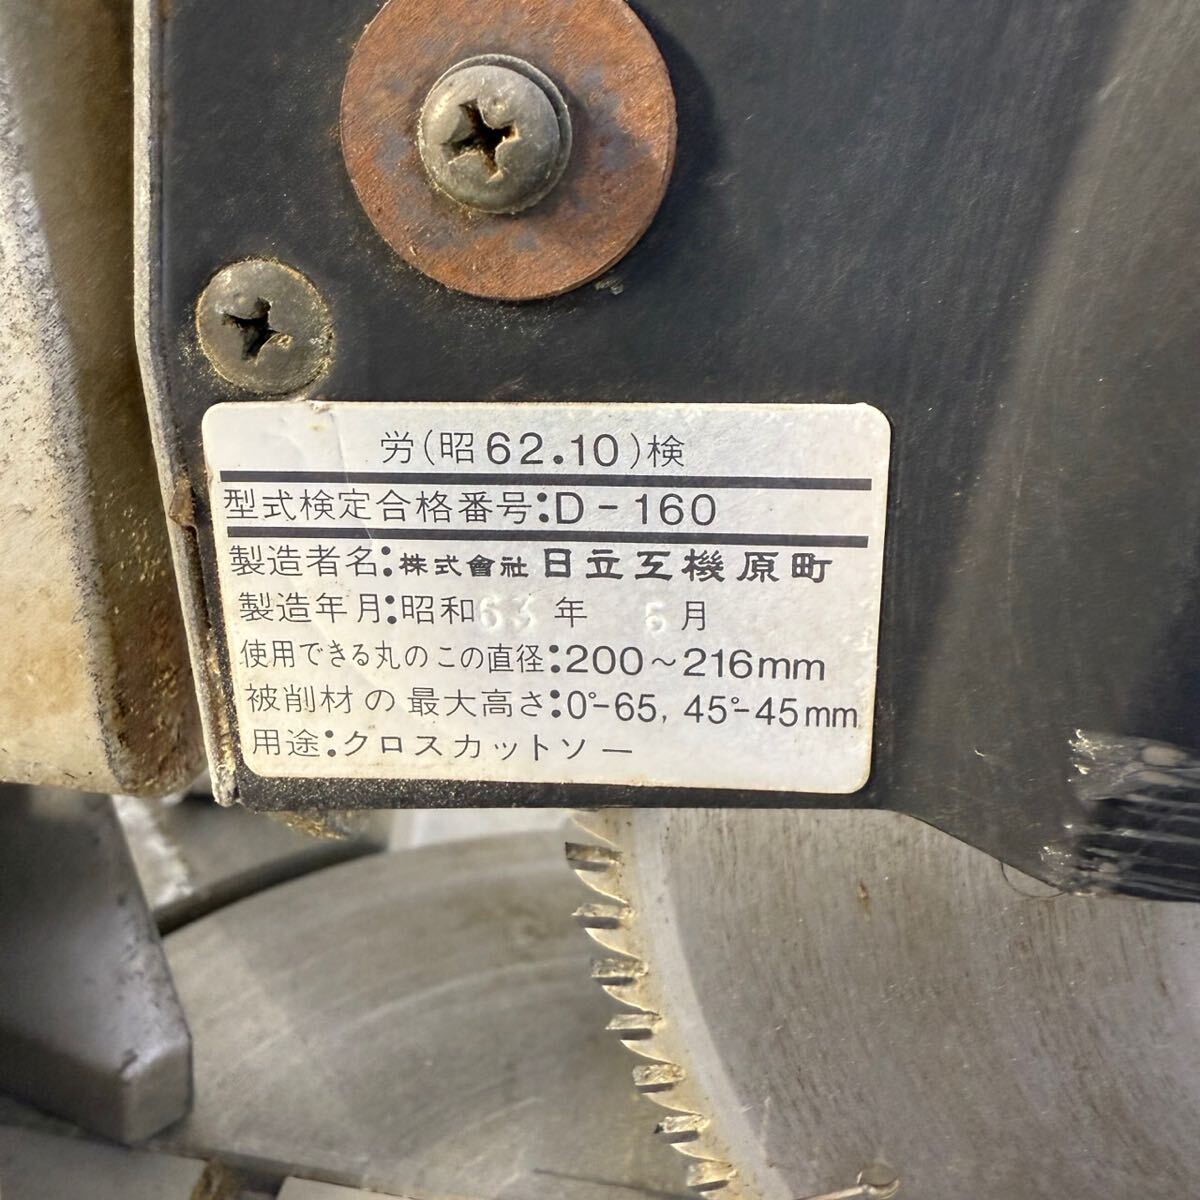 労(昭62.10)検
型式検定合格番号:D-160
製造者名:株式會社日立工機原町
製造年月:昭和63年 6月
使用できる丸のこの直径:200~216mm
被削材の最大高さ:0°-65, 45°-45mm
用途:クロスカットソー